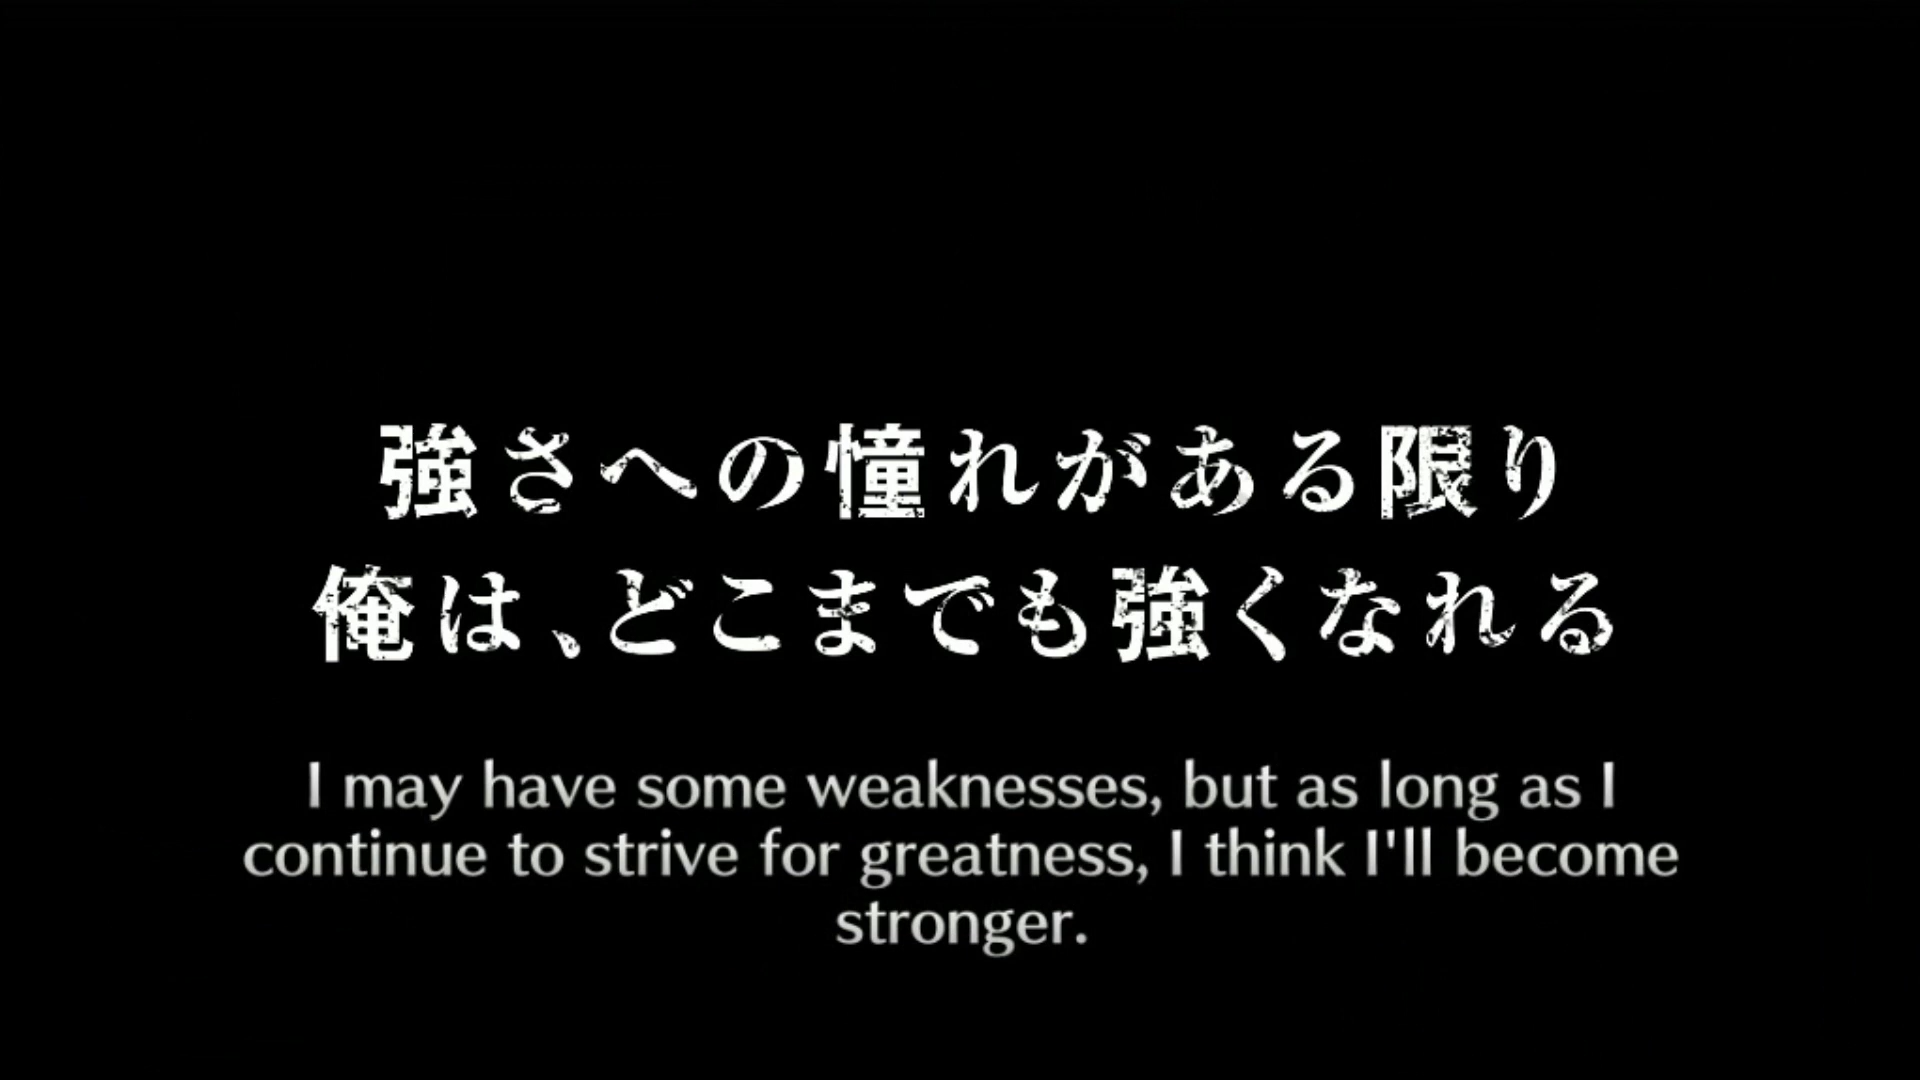 強さへの憧れがある限り
俺は、どこまでも強くなれる
I may have some weaknesses, but as long as I
continue to strive for greatness, I think I'll become
stronger.